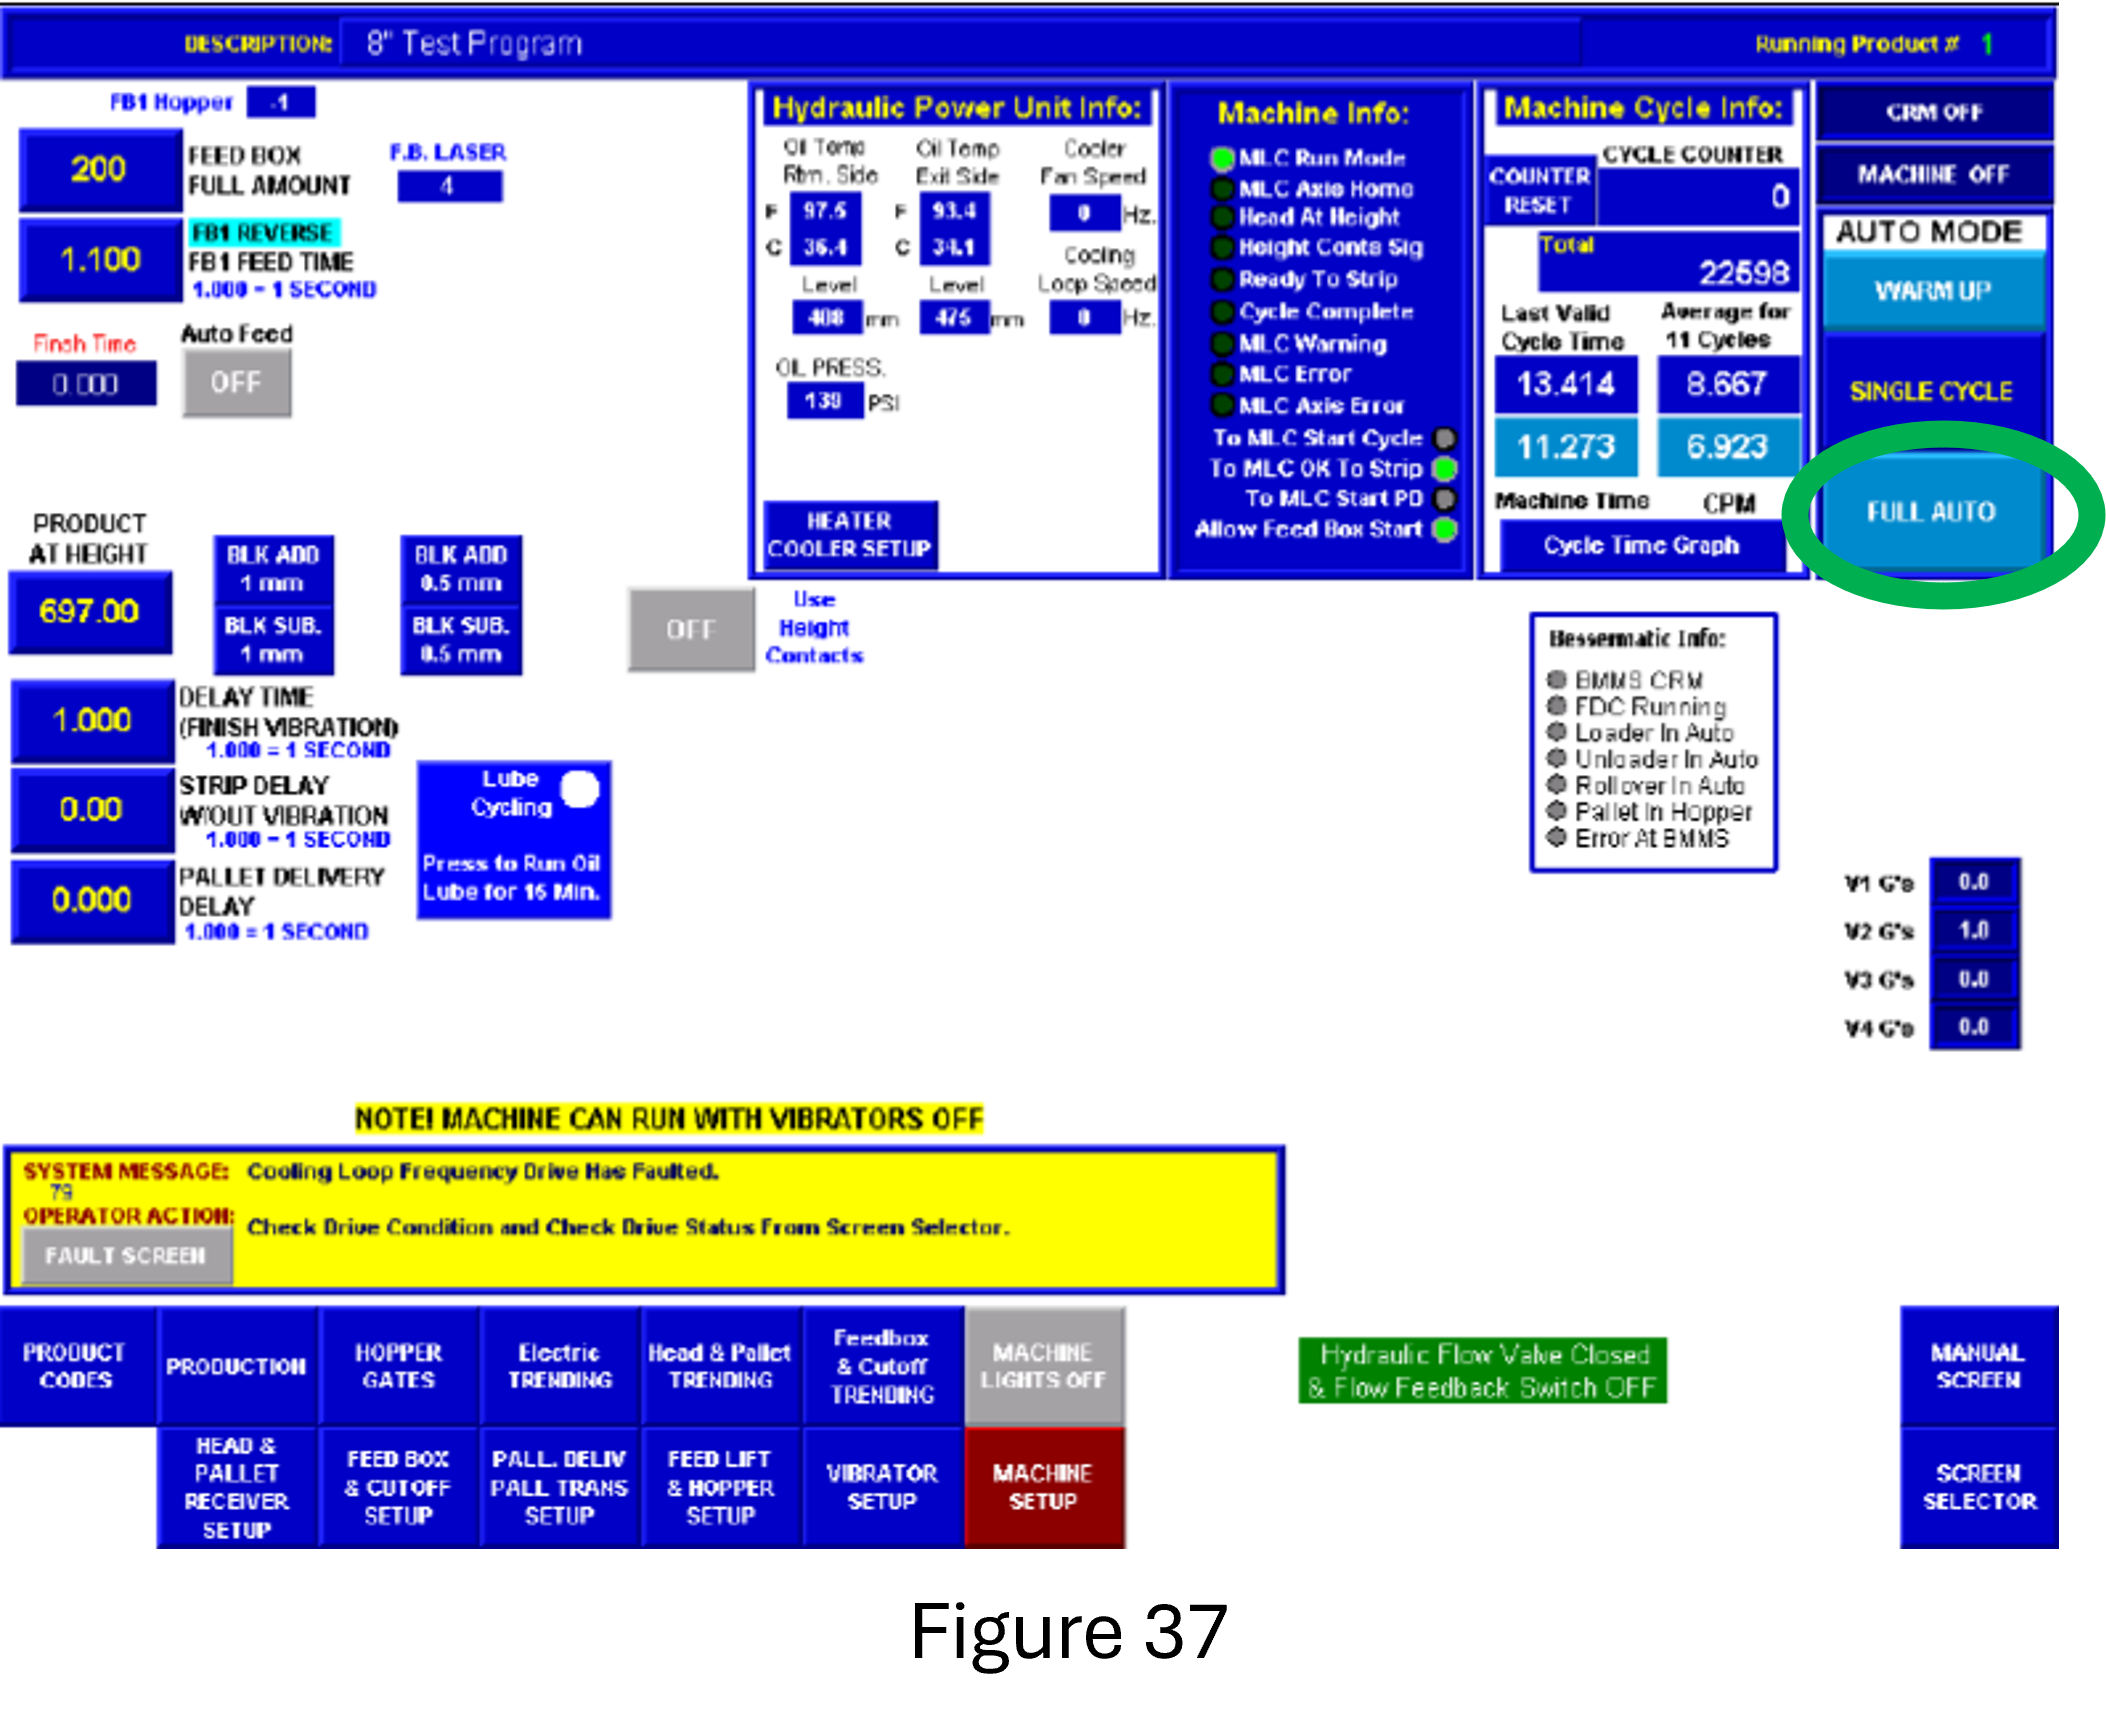 DESCRIPTION: 8" Test Program
Running Product # 1
FB1 Hopper -1
200
FEED BOX
FULL AMOUNT
F.B. LASER
4
1.100
FB1 REVERSE
FB1 FEED TIME
1.000 = 1 SECOND
Finsh Time
0.000
Auto Feed
OFF
PRODUCT
AT HEIGHT
697.00
BLK ADD
1 mm
BLK SUB.
1 mm
BLK ADD
0.5 mm
BLK SUB.
0.5 mm
OFF
Use
Height
Contacts
1.000
DELAY TIME
(FINISH VIBRATION)
1.000 = 1 SECOND
0.00
STRIP DELAY
W/OUT VIBRATION
1.000 = 1 SECOND
0.000
PALLET DELIVERY
DELAY
1.000 = 1 SECOND
Lube
Cycling
Press to Run Oil
Lube for 15 Min.
Hydraulic Power Unit Info:
Oil Temp
Rtrn. Side
Oil Temp
Exit Side
Cooler
Fan Speed
F 97.5
F 93.4
0 Hz.
C 36.4
C 34.1
Cooling
Loop Speed
Level
Level
408 mm
475 mm
0 Hz.
OIL PRESS.
139 PSI
HEATER
COOLER SETUP
Machine Info:
MLC Run Mode
MLC Axis Home
Head At Height
Height Conts Sig
Ready To Strip
Cycle Complete
MLC Warning
MLC Error
MLC Axis Error
To MLC Start Cycle
To MLC OK To Strip
To MLC Start PD
Allow Feed Box Start
Machine Cycle Info:
COUNTER
RESET
CYCLE COUNTER
0
Total
22598
Last Valid
Cycle Time
Average for
11 Cycles
13.414
8.667
11.273
6.923
Machine Time
CPM
Cycle Time Graph
CRM OFF
MACHINE OFF
AUTO MODE
WARM UP
SINGLE CYCLE
FULL AUTO
Bessermatic Info:
BMMS CRM
FDC Running
Loader In Auto
Unloader In Auto
Rollover In Auto
Pallet In Hopper
Error At BMMS
V1 G's 0.0
V2 G's 1.0
V3 G's 0.0
V4 G's 0.0
NOTE! MACHINE CAN RUN WITH VIBRATORS OFF
SYSTEM MESSAGE: Cooling Loop Frequency Drive Has Faulted.
79
OPERATOR ACTION:
Check Drive Condition and Check Drive Status From Screen Selector.
FAULT SCREEN
PRODUCT
CODES
PRODUCTION
HOPPER
GATES
Electric
TRENDING
Head & Pallet
TRENDING
Feedbox
& Cutoff
TRENDING
MACHINE
LIGHTS OFF
Hydraulic Flow Valve Closed
& Flow Feedback Switch OFF
MANUAL
SCREEN
HEAD &
PALLET
RECEIVER
SETUP
FEED BOX
& CUTOFF
SETUP
PALL. DELIV
PALL TRANS
SETUP
FEED LIFT
& HOPPER
SETUP
VIBRATOR
SETUP
MACHINE
SETUP
SCREEN
SELECTOR
Figure 37